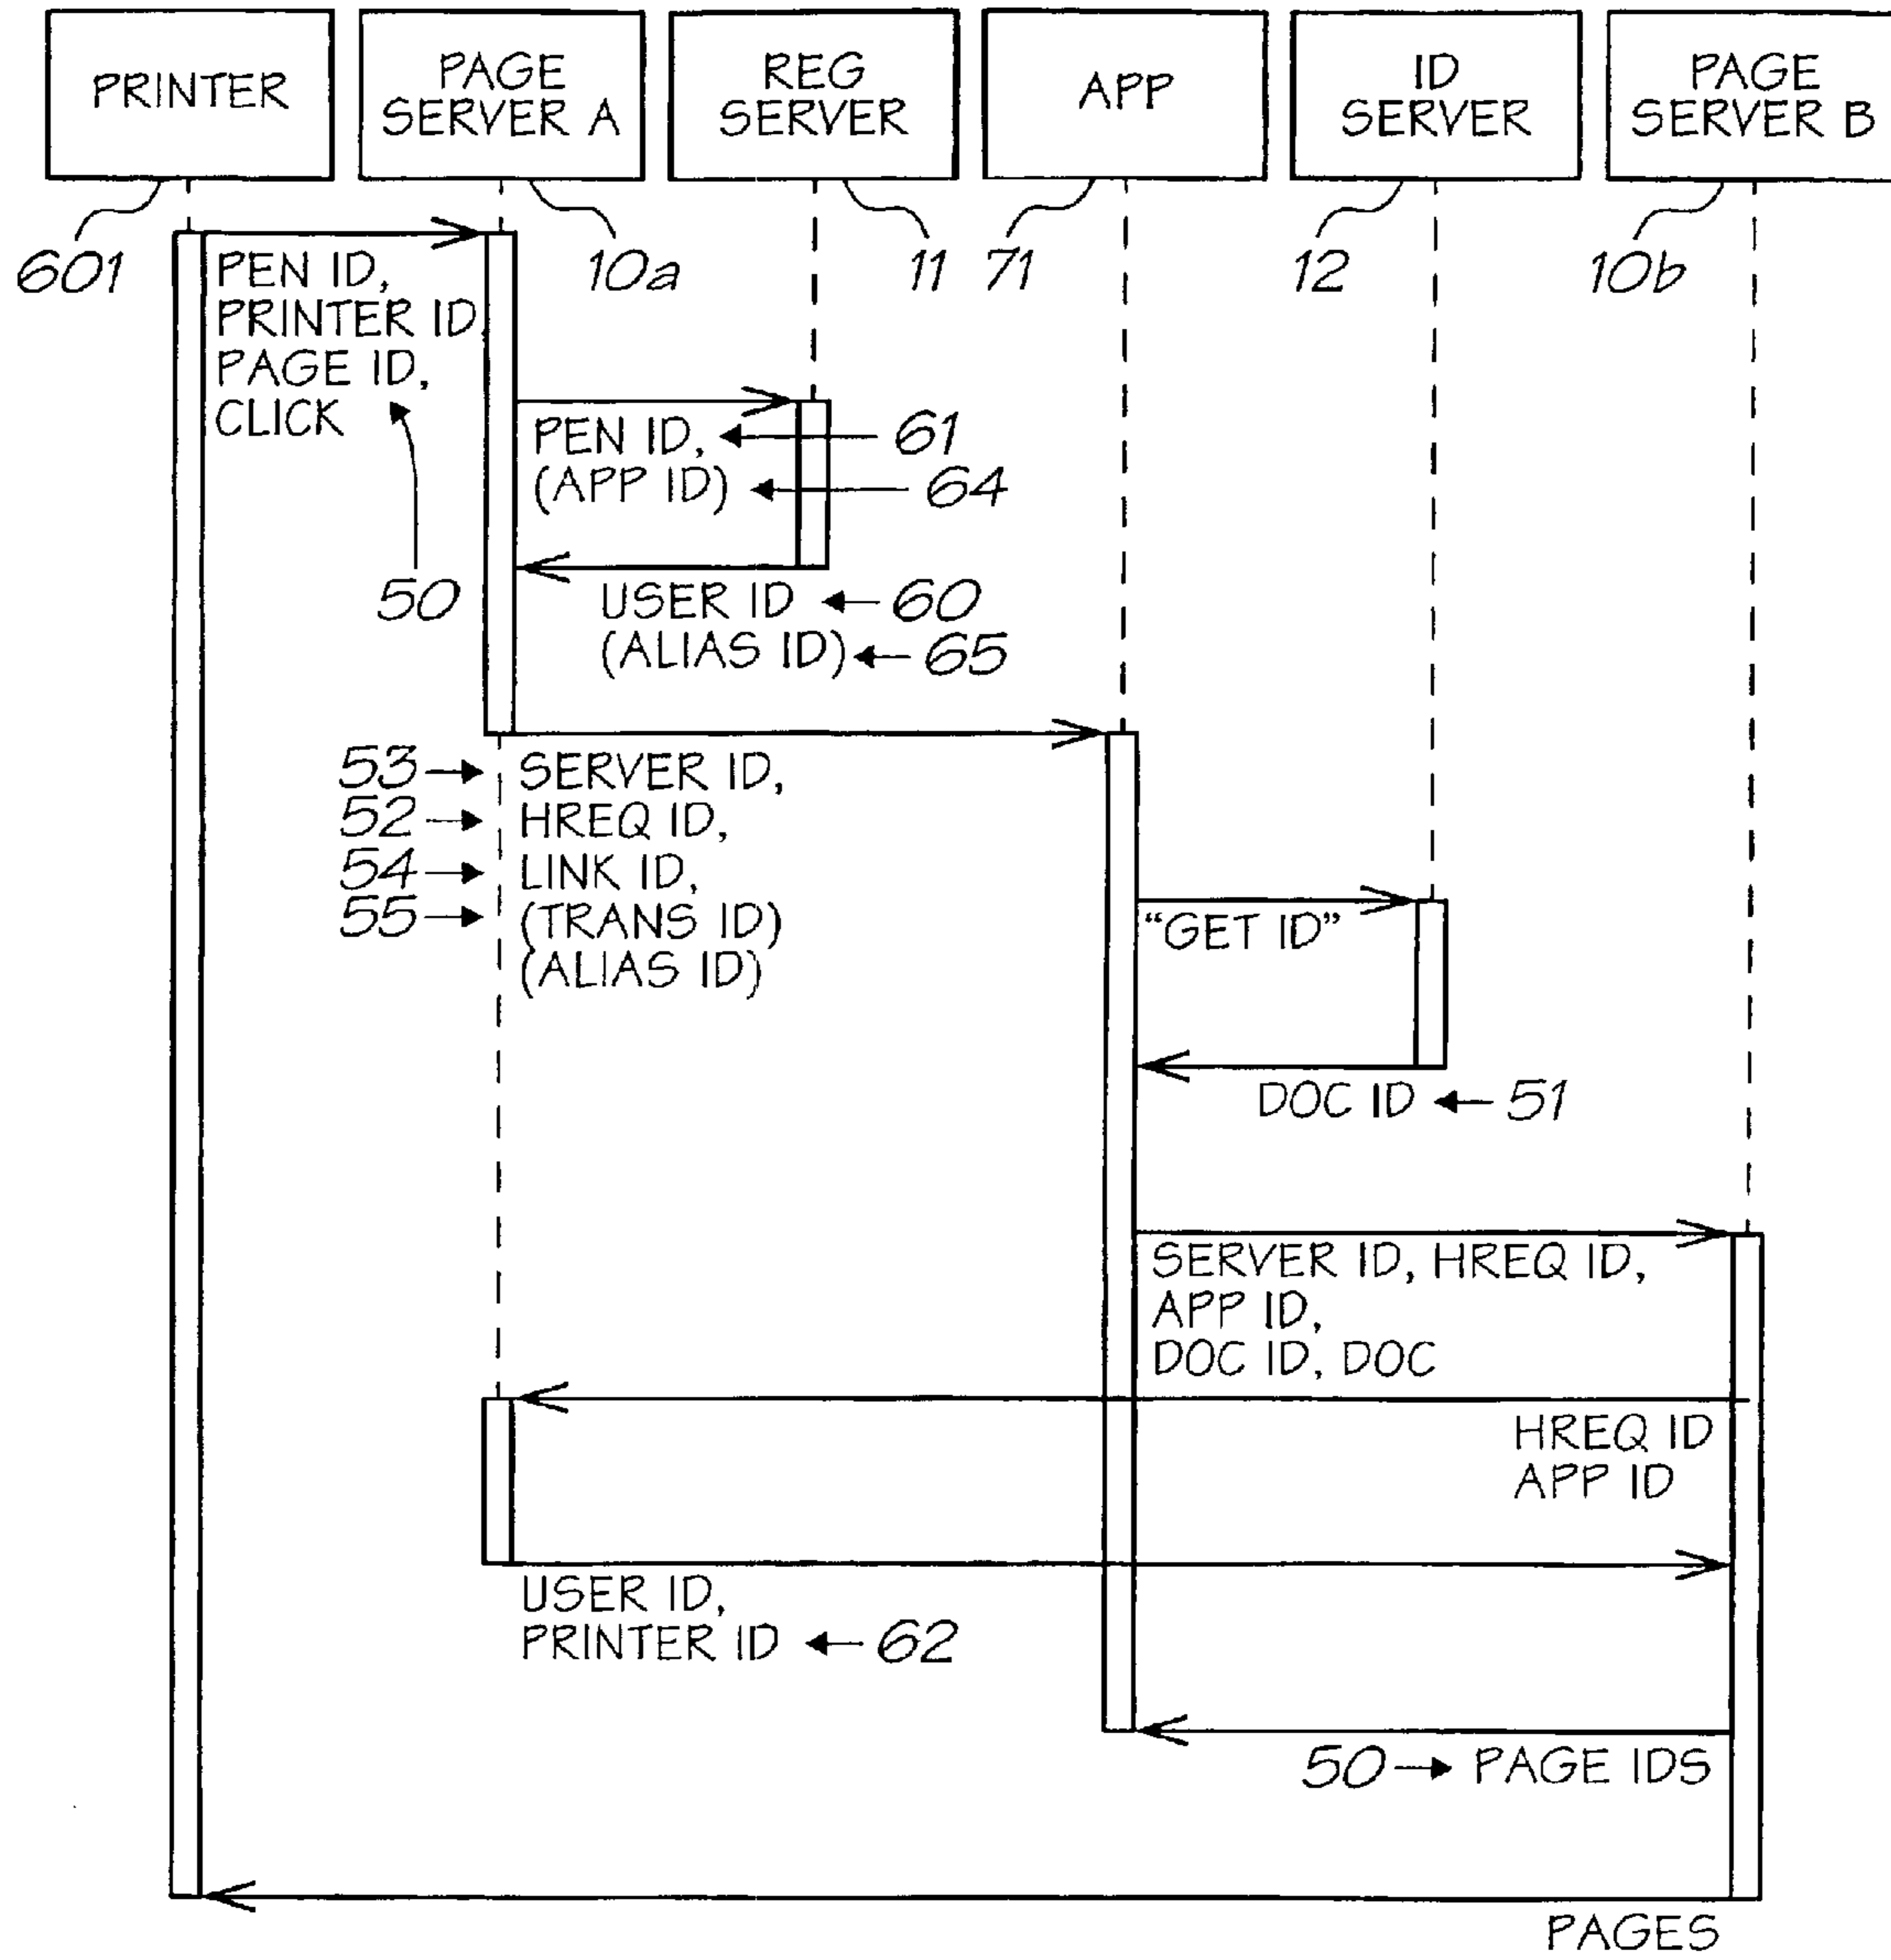 PRINTER
PAGE
SERVER A
REG
SERVER
APP
ID
SERVER
PAGE
SERVER B
601
10a
11
71
12
10b
PEN ID,
PRINTER ID
PAGE ID,
CLICK
50
PEN ID, 61
(APP ID) 64
USER ID 60
(ALIAS ID) 65
53 SERVER ID,
52 HREQ ID,
54 LINK ID,
55 (TRANS ID)
(ALIAS ID)
“GET ID”
DOC ID 51
SERVER ID, HREQ ID,
APP ID,
DOC ID, DOC
HREQ ID
APP ID
USER ID,
PRINTER ID 62
50 PAGE IDS
PAGES